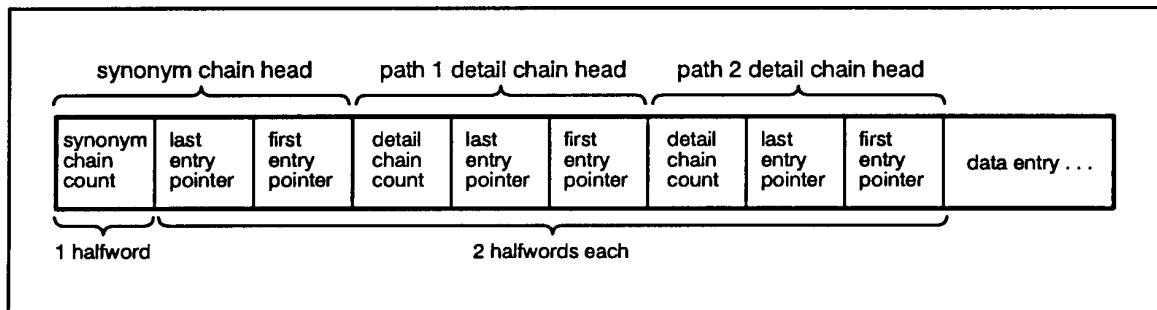 synonym chain head path 1 detail chain head path 2 detail chain head
synonym last first detail last first detail last first
chain entry entry chain entry entry chain entry entry data entry . . .
count pointer pointer count pointer pointer count pointer pointer
1 halfword 2 halfwords each